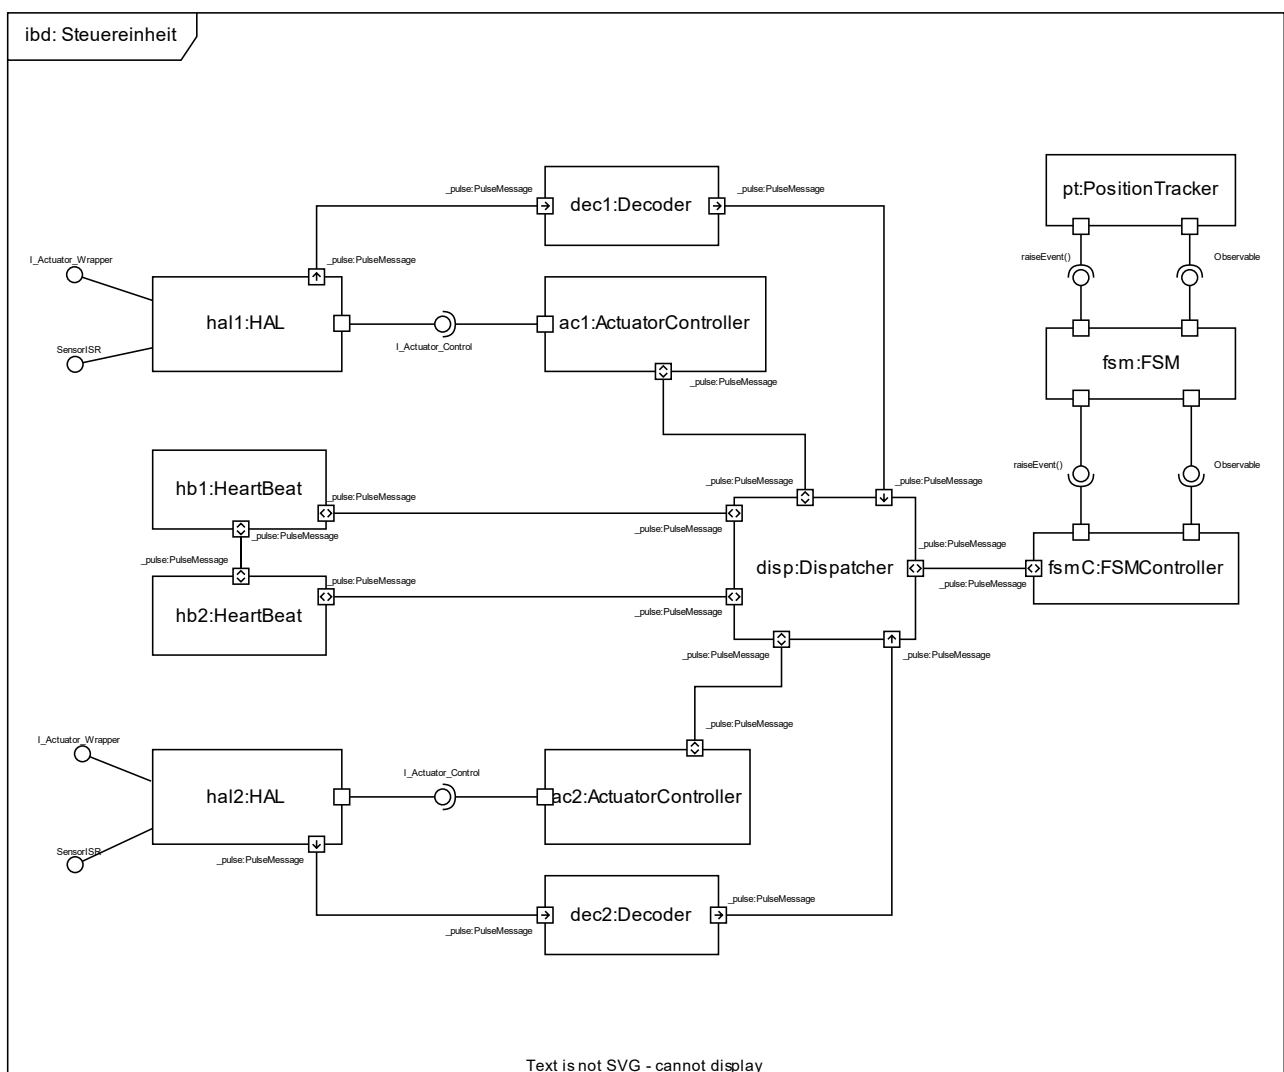 ibd: Steuereinheit
pt:PositionTracker
_pulse:PulseMessage
_pulse:PulseMessage
dec1:Decoder
I_Actuator_Wrapper
_pulse:PulseMessage
raiseEvent()
Observable
hal1:HAL
ac1:ActuatorController
SensorISR
I_Actuator_Control
fsm:FSM
_pulse:PulseMessage
raiseEvent()
Observable
hb1:HeartBeat
_pulse:PulseMessage
_pulse:PulseMessage
_pulse:PulseMessage
_pulse:PulseMessage
_pulse:PulseMessage
_pulse:PulseMessage
_pulse:PulseMessage
_pulse:PulseMessage
disp:Dispatcher
fsmC:FSMController
_pulse:PulseMessage
_pulse:PulseMessage
hb2:HeartBeat
_pulse:PulseMessage
_pulse:PulseMessage
_pulse:PulseMessage
_pulse:PulseMessage
I_Actuator_Wrapper
I_Actuator_Control
hal2:HAL
ac2:ActuatorController
SensorISR
_pulse:PulseMessage
_pulse:PulseMessage
dec2:Decoder
_pulse:PulseMessage
Text is not SVG - cannot display